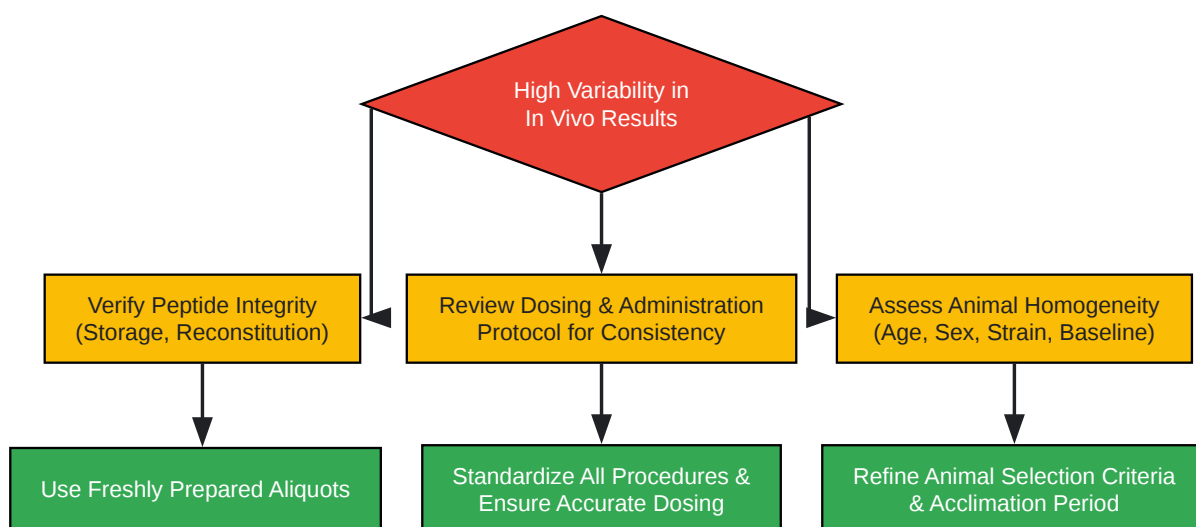 High Variability in
In Vivo Results
Verify Peptide Integrity
(Storage, Reconstitution)
Review Dosing & Administration
Protocol for Consistency
Assess Animal Homogeneity
(Age, Sex, Strain, Baseline)
Use Freshly Prepared Aliquots
Standardize All Procedures &
Ensure Accurate Dosing
Refine Animal Selection Criteria
& Acclimation Period